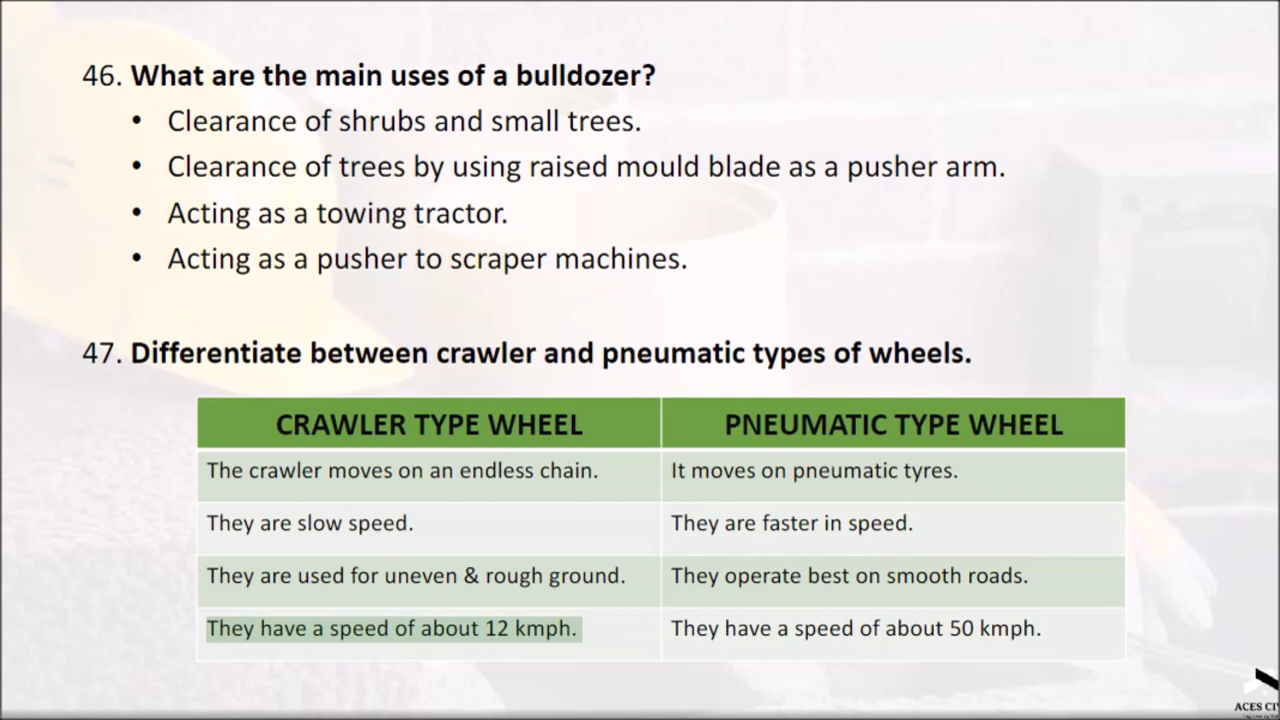 46. What are the main uses of a bulldozer?
• Clearance of shrubs and small trees.
• Clearance of trees by using raised mould blade as a pusher arm.
• Acting as a towing tractor.
• Acting as a pusher to scraper machines.
47. Differentiate between crawler and pneumatic types of wheels.
CRAWLER TYPE WHEEL PNEUMATIC TYPE WHEEL
The crawler moves on an endless chain. It moves on pneumatic tyres.
They are slow speed. They are faster in speed.
They are used for uneven & rough ground. They operate best on smooth roads.
They have a speed of about 12 kmph. They have a speed of about 50 kmph.
ACES CI